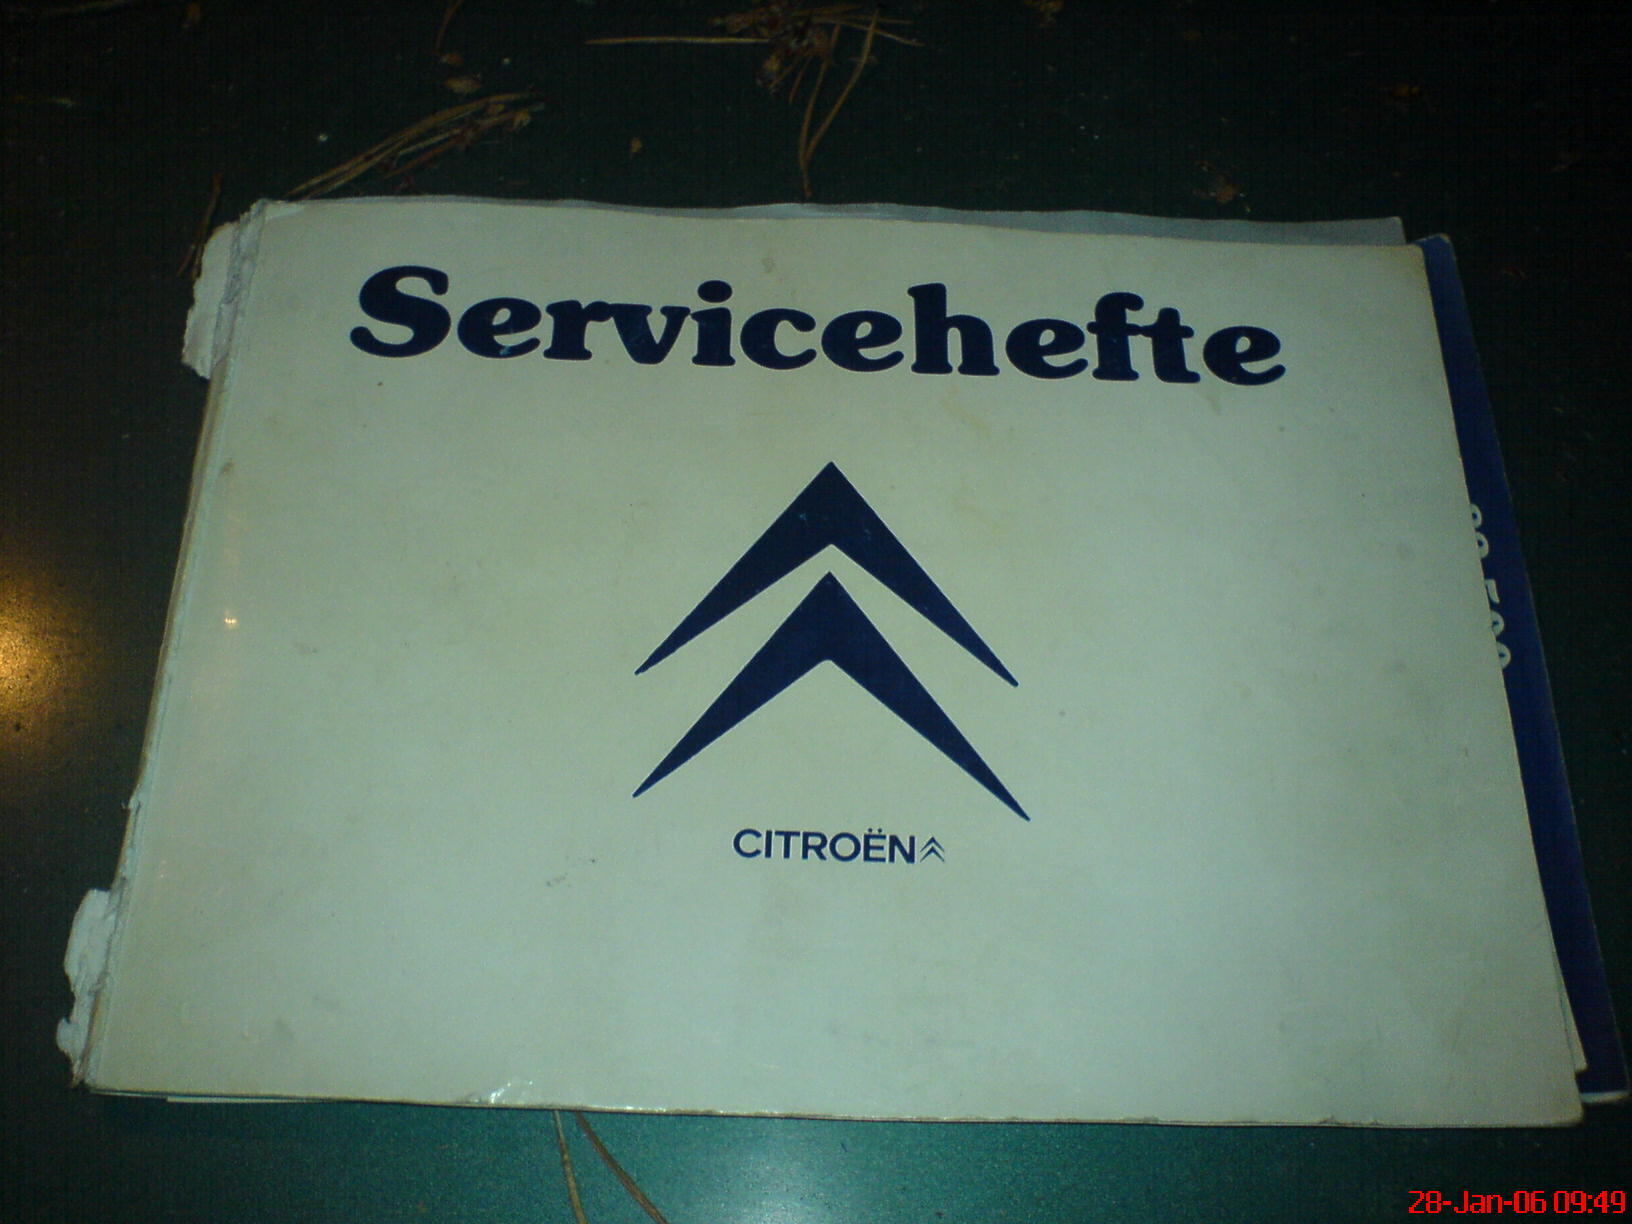 Servicehefte
CITROËN
28-Jan-06 09:49